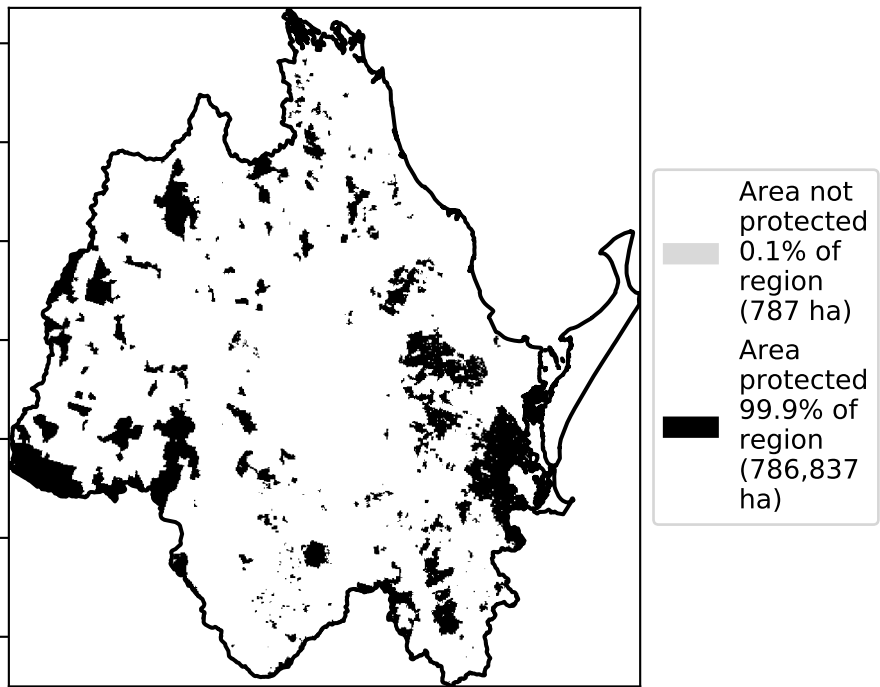 Area not
protected
0.1% of
region
(787 ha)
Area
protected
99.9% of
region
(786,837
ha)